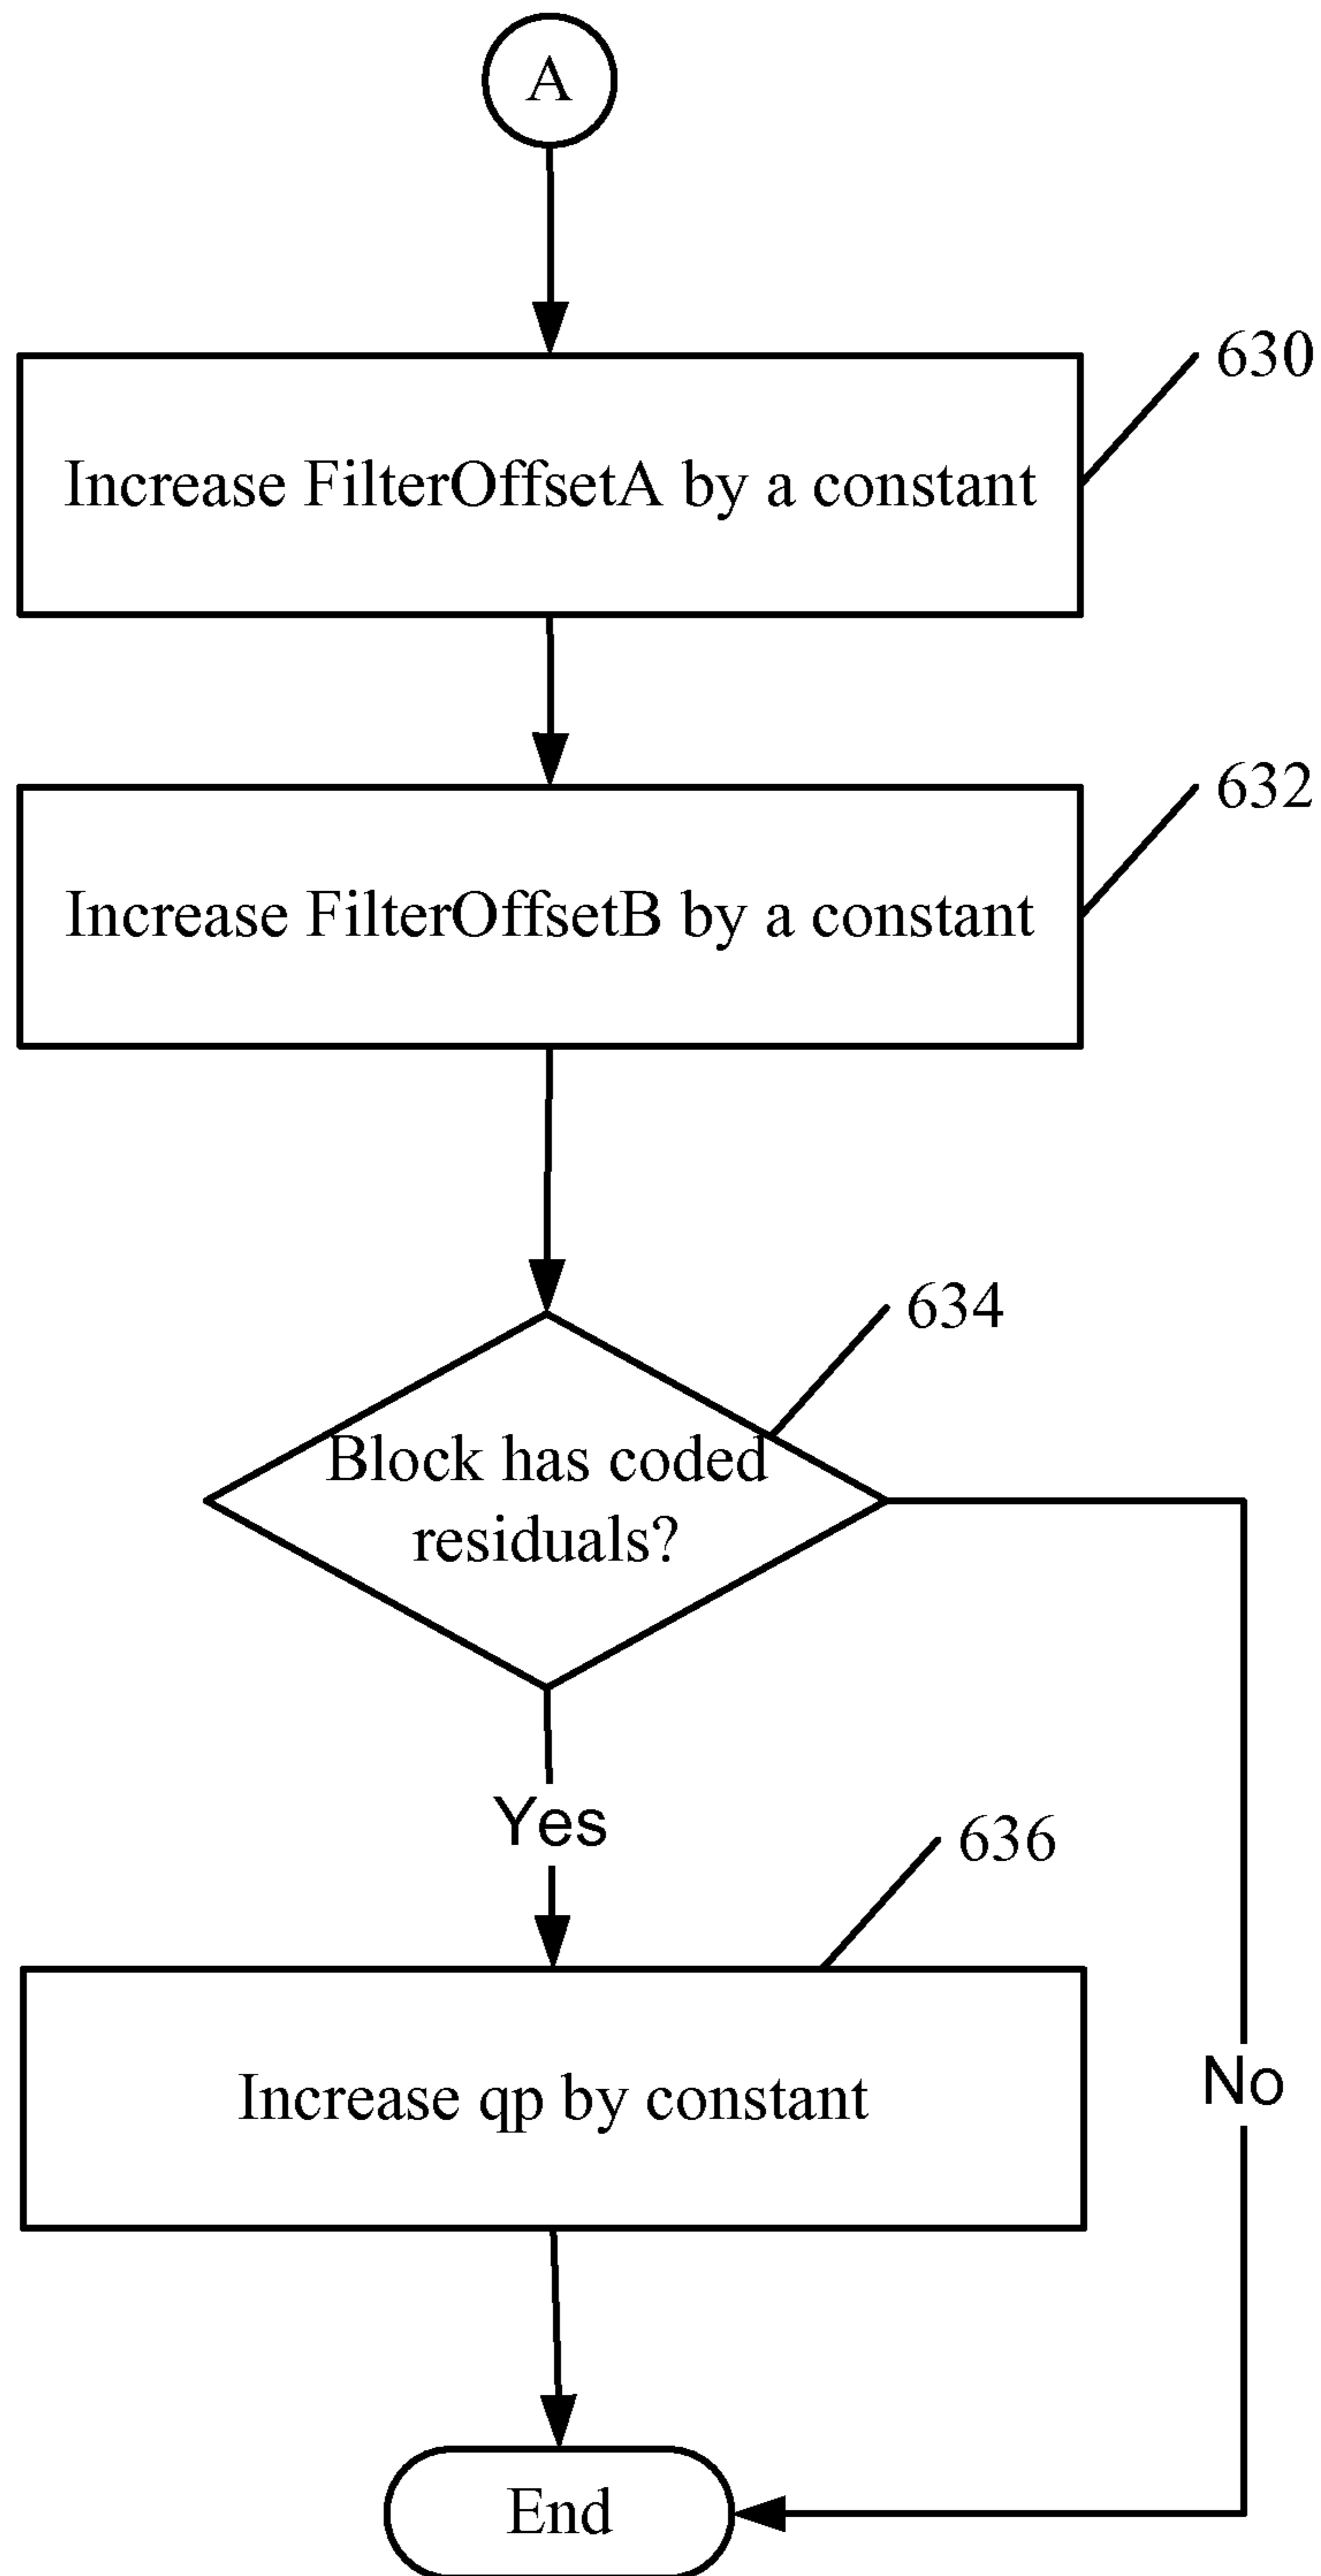 A
Increase FilterOffsetA by a constant
630
Increase FilterOffsetB by a constant
632
Block has coded
residuals?
634
Yes
Increase qp by constant
636
No
End